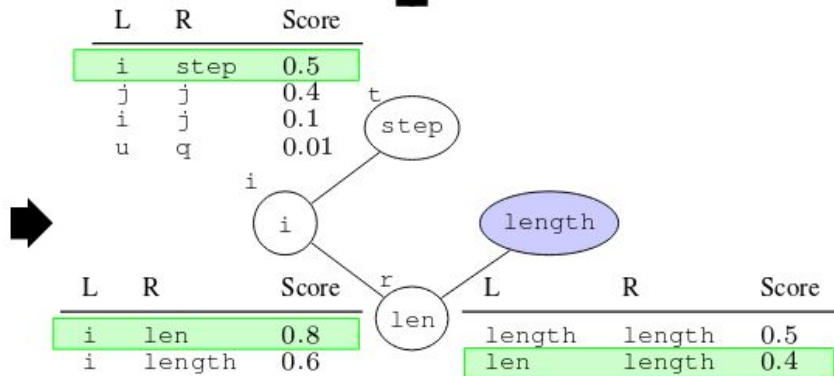 L R Score
i step 0.5
j j 0.4
i j 0.1
u q 0.01
t
step
i
i
length
r
len
L R Score
i len 0.8
i length 0.6
L R Score
length length 0.5
len length 0.4